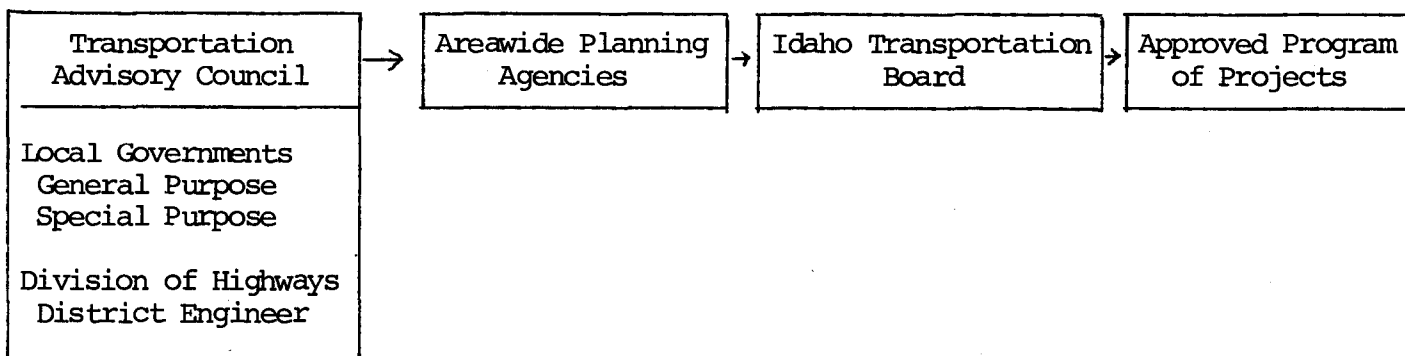 Transportation
Advisory Council
Local Governments
General Purpose
Special Purpose
Division of Highways
District Engineer
Areawide Planning
Agencies
Idaho Transportation
Board
Approved Program
of Projects